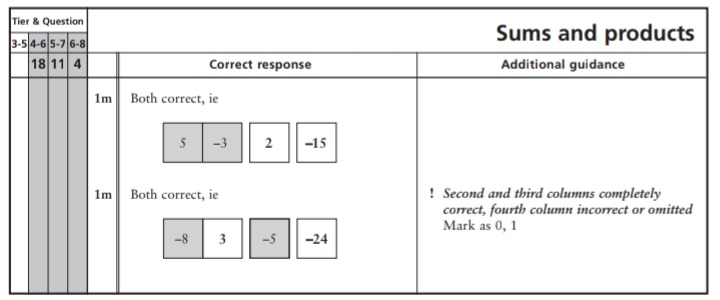 Tier & Question
Sums and products
3-5 4-6 5-7 6-8
18 11 4
Correct response
Additional guidance
1m Both correct, ie
5 –3 2 –15
1m Both correct, ie
! Second and third columns completely
correct, fourth column incorrect or omitted
Mark as 0, 1
–8 3 –5 –24